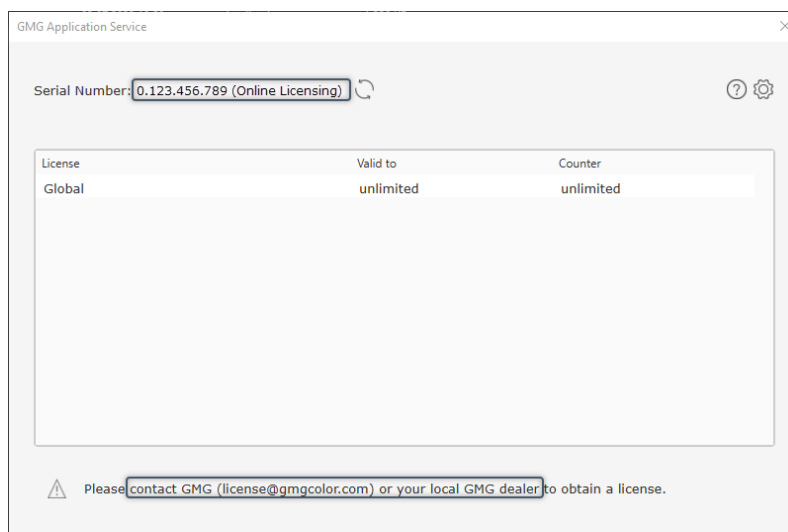 GMG Application Service
Serial Number: 0.123.456.789 (Online Licensing)
License Valid to Counter
Global unlimited unlimited
Please contact GMG (license@gmgcolor.com) or your local GMG dealer to obtain a license.